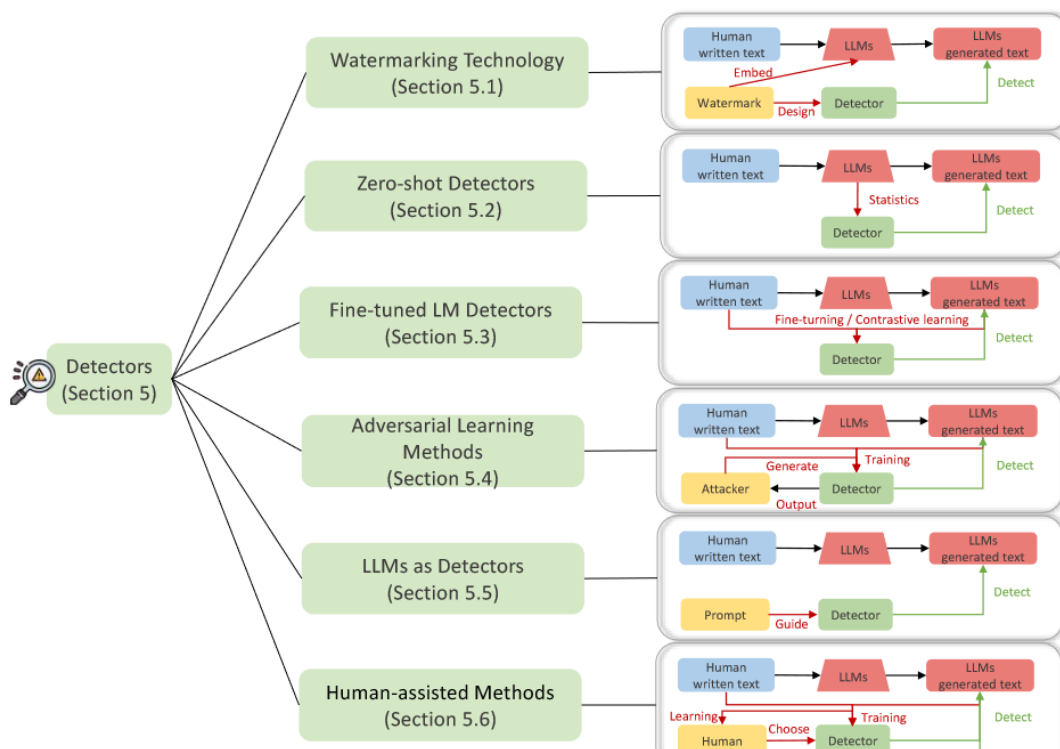 Detectors
(Section 5)
Watermarking Technology
(Section 5.1)
Human
written text
LLMs
LLMs
generated text
Embed
Detect
Watermark
Design
Detector
Zero-shot Detectors
(Section 5.2)
Human
written text
LLMs
LLMs
generated text
Statistics
Detect
Detector
Fine-tuned LM Detectors
(Section 5.3)
Human
written text
LLMs
LLMs
generated text
Fine-turning / Contrastive learning
Detect
Detector
Adversarial Learning
Methods
(Section 5.4)
Human
written text
LLMs
LLMs
generated text
Generate
Training
Detect
Attacker
Detector
Output
LLMs as Detectors
(Section 5.5)
Human
written text
LLMs
LLMs
generated text
Detect
Prompt
Guide
Detector
Human-assisted Methods
(Section 5.6)
Human
written text
LLMs
LLMs
generated text
Learning
Choose
Training
Detect
Human
Detector